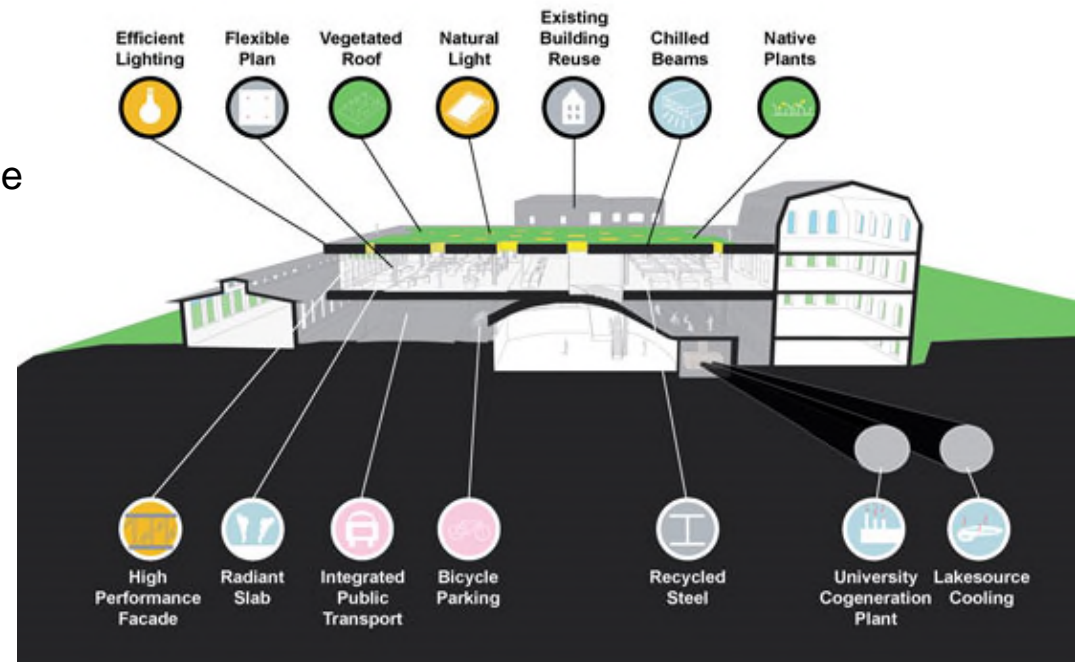 Efficient
Lighting
Flexible
Plan
Vegetated
Roof
Natural
Light
Existing
Building
Reuse
Chilled
Beams
Native
Plants
e
High
Performance
Facade
Radiant
Slab
Integrated
Public
Transport
Bicycle
Parking
Recycled
Steel
University
Cogeneration
Plant
Lakesource
Cooling